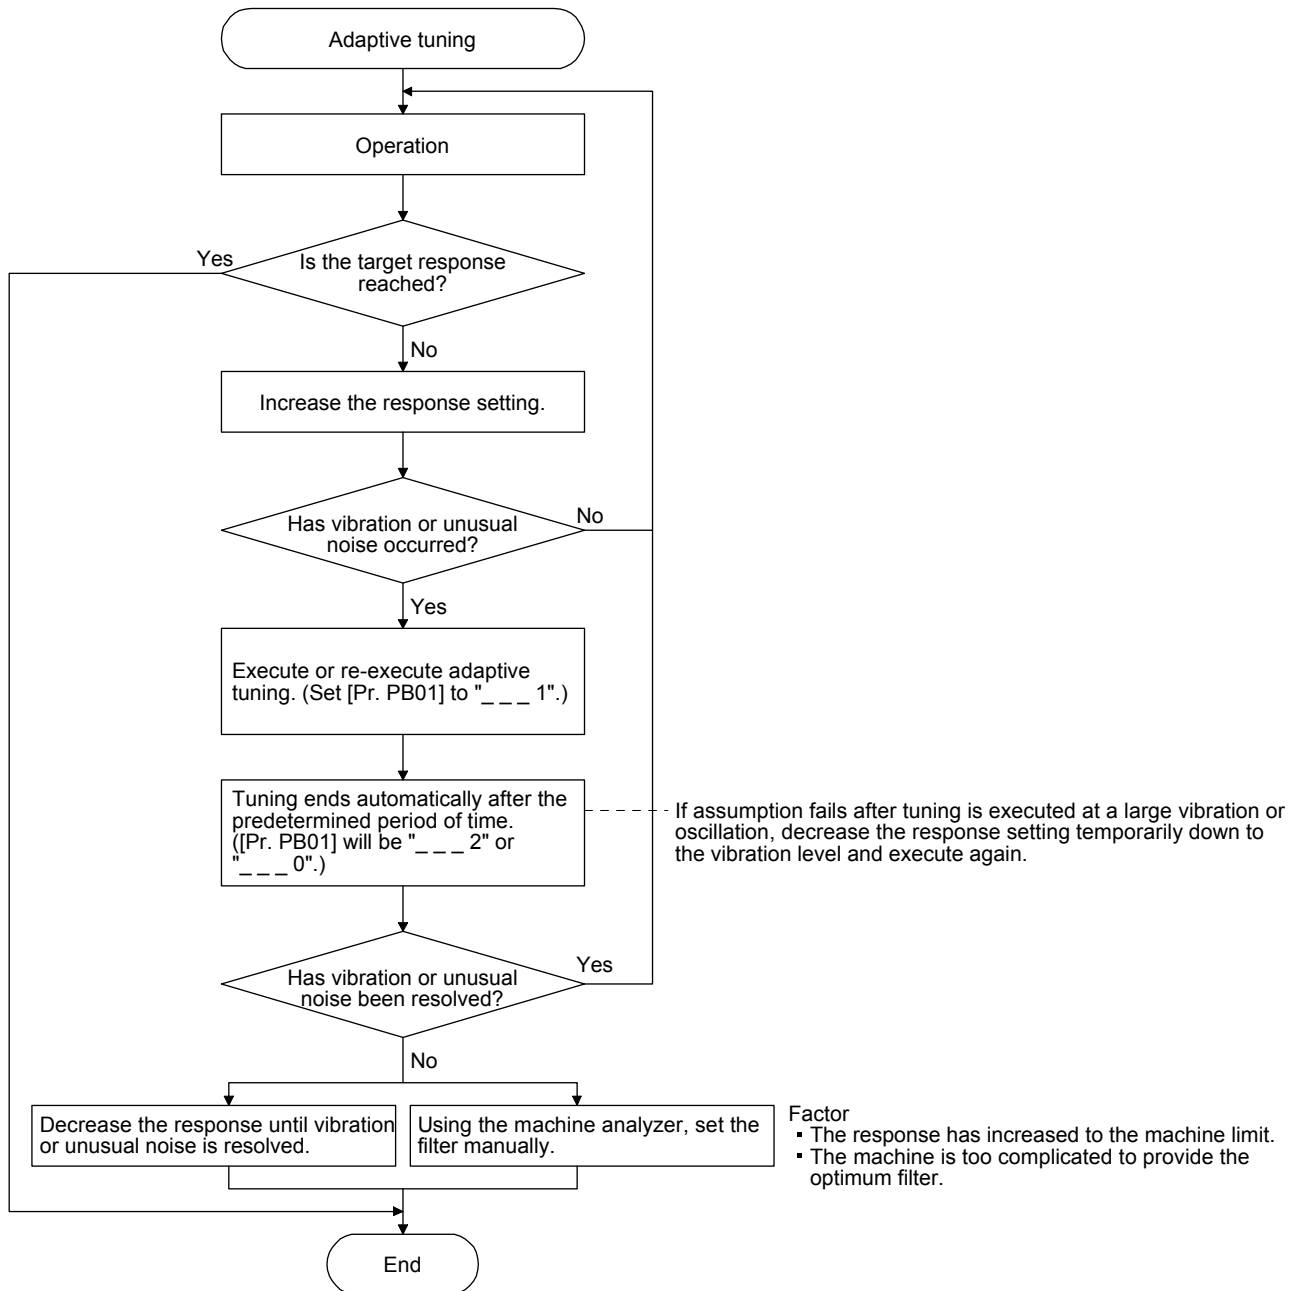 Adaptive tuning
Operation
Yes
Is the target response
reached?
No
Increase the response setting.
Has vibration or unusual
noise occurred?
No
Yes
Execute or re-execute adaptive
tuning. (Set [Pr. PB01] to "_ _ _ 1".)
Tuning ends automatically after the
predetermined period of time.
([Pr. PB01] will be "_ _ _ 2" or
"_ _ _ 0".)
If assumption fails after tuning is executed at a large vibration or
oscillation, decrease the response setting temporarily down to
the vibration level and execute again.
Has vibration or unusual
noise been resolved?
Yes
No
Decrease the response until vibration
or unusual noise is resolved.
Using the machine analyzer, set the
filter manually.
Factor
▪ The response has increased to the machine limit.
▪ The machine is too complicated to provide the
optimum filter.
End